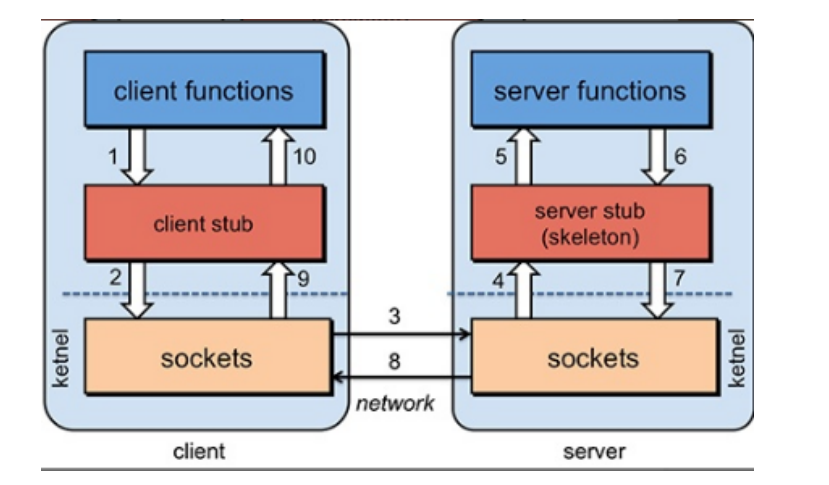 client functions
server functions
1
10
5
6
client stub
server stub
(skeleton)
2
9
4
7
3
ketnel
sockets
sockets
ketnel
8
network
client
server